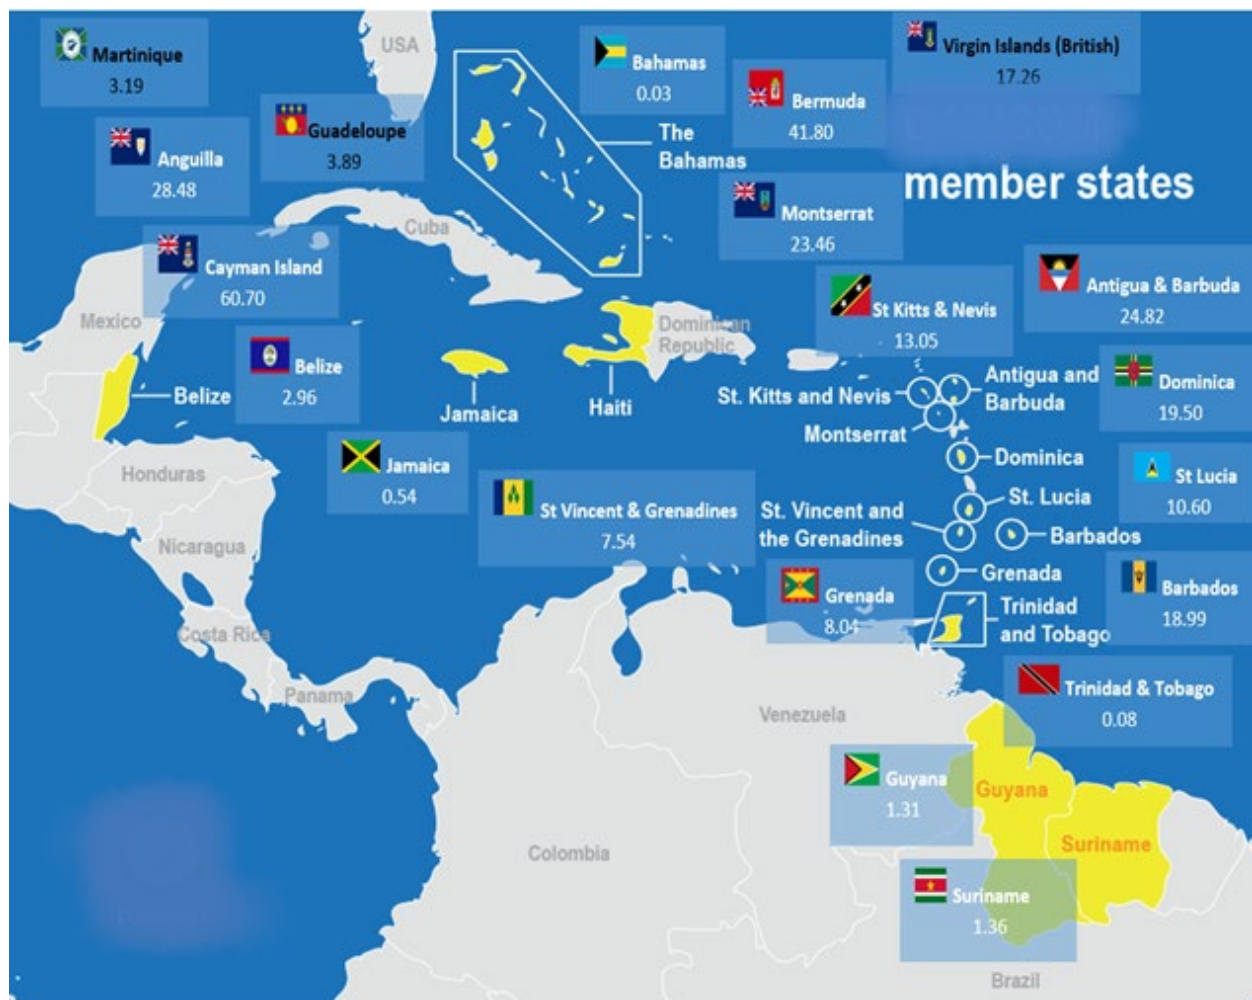 USA
Martinique
3.19
Bahamas
0.03
Virgin Islands (British)
17.26
Bermuda
41.80
Guadeloupe
3.89
Anguilla
28.48
The
Bahamas
member states
Montserrat
23.46
Cuba
Cayman Island
60.70
Antigua & Barbuda
24.82
St Kitts & Nevis
13.05
Mexico
Dominican
Republic
Belize
2.96
Belize
Jamaica
Haiti
St. Kitts and Nevis
Antigua and
Barbuda
Dominica
19.50
Montserrat
Dominica
Honduras
Jamaica
0.54
St Lucia
10.60
St. Lucia
St Vincent & Grenadines
7.54
St. Vincent and
the Grenadines
Barbados
Nicaragua
Grenada
Grenada
8.04
Barbados
18.99
Trinidad
and Tobago
Costa Rica
Panama
Trinidad & Tobago
0.08
Venezuela
Guyana
1.31
Guyana
Colombia
Suriname
Suriname
1.36
Brazil